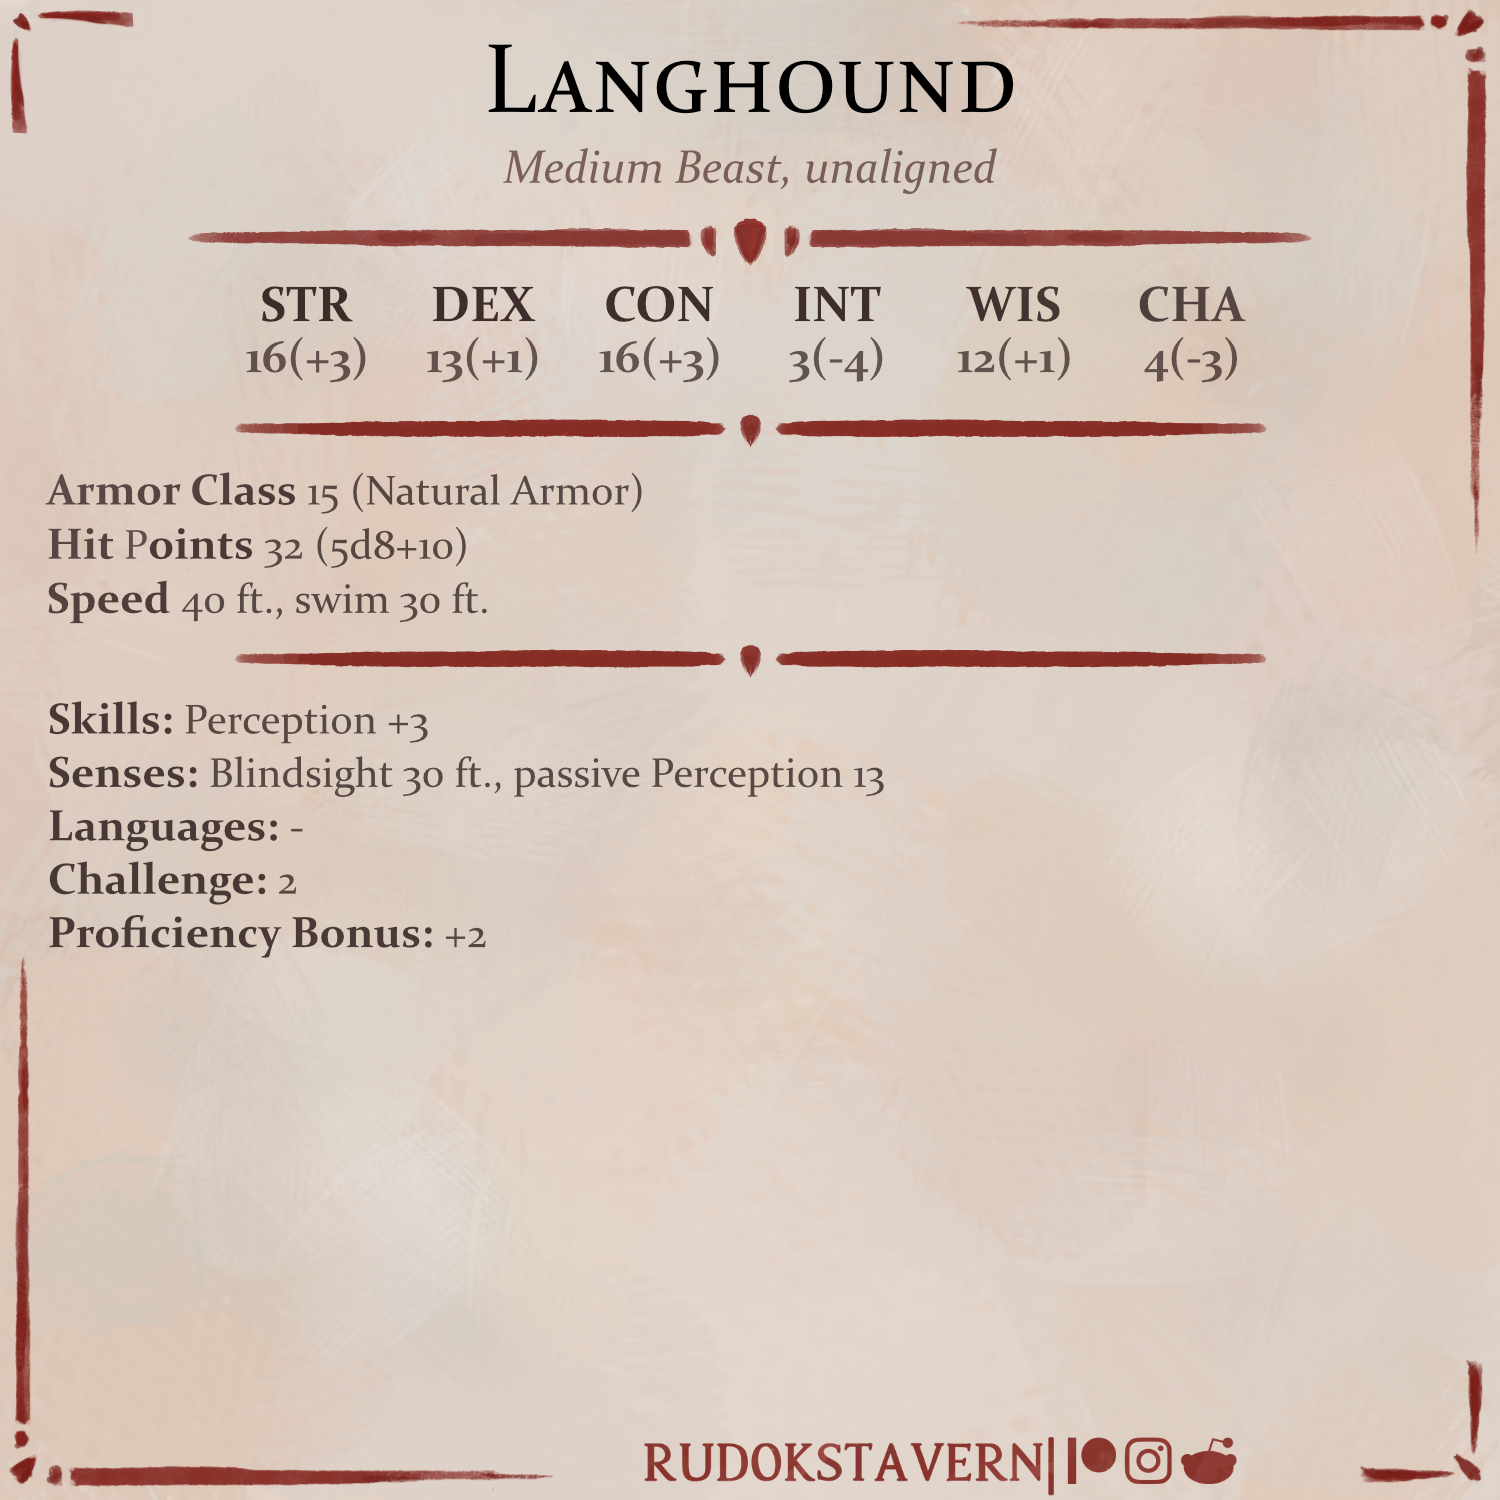 Langhound
Medium Beast, unaligned
STR DEX CON INT WIS CHA
16(+3) 13(+1) 16(+3) 3(-4) 12(+1) 4(-3)
Armor Class 15 (Natural Armor)
Hit Points 32 (5d8+10)
Speed 40 ft., swim 30 ft.
Skills: Perception +3
Senses: Blindsight 30 ft., passive Perception 13
Languages: -
Challenge: 2
Proficiency Bonus: +2
RUDOKSTAVERN|